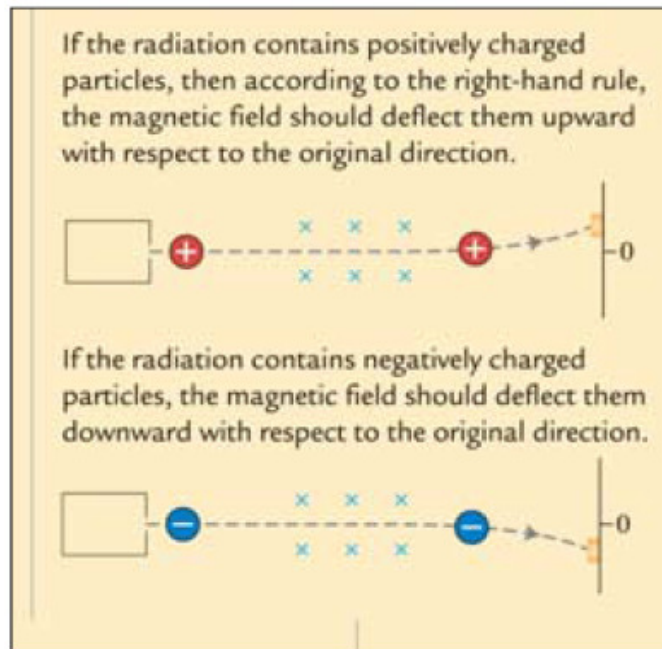 If the radiation contains positively charged
particles, then according to the right-hand rule,
the magnetic field should deflect them upward
with respect to the original direction.
× × ×
+ +
0
× × ×
If the radiation contains negatively charged
particles, the magnetic field should deflect them
downward with respect to the original direction.
× × ×
− −
0
× × ×